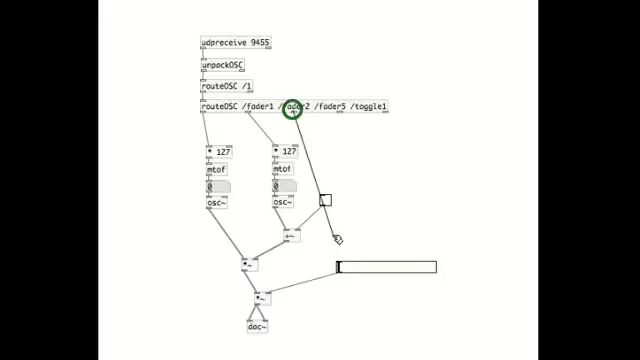 udpreceive 9455
unpackOSC
routeOSC /1
routeOSC /fader1 /fader2 /fader5 /toggle1
* 127
* 127
mtof
mtof
0
0
osc~
osc~
*~
*~
dac~